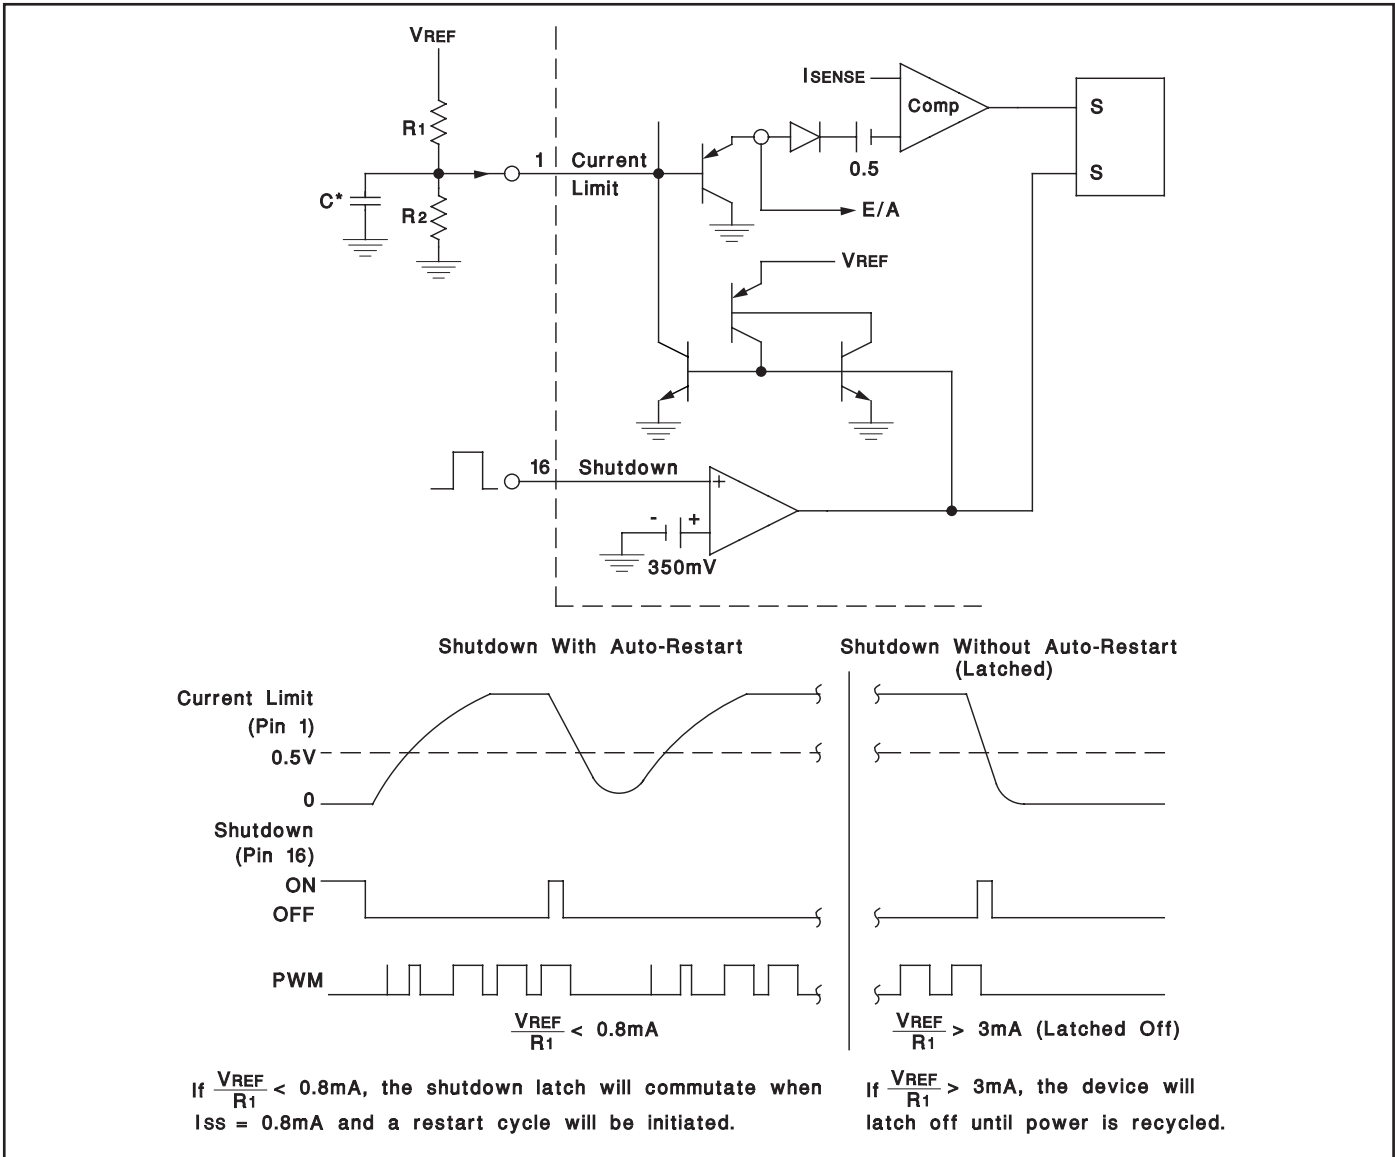 VREF
R1
C*
R2
1 Current
Limit
ISENSE
Comp
0.5
E/A
S
S
VREF
16 Shutdown
+
- +
350mV
Shutdown With Auto-Restart
Shutdown Without Auto-Restart
(Latched)
Current Limit
(Pin 1)
0.5V
0
Shutdown
(Pin 16)
ON
OFF
PWM
VREF
R1
< 0.8mA
VREF
R1
> 3mA (Latched Off)
If VREF/R1 < 0.8mA, the shutdown latch will commutate when
ISS = 0.8mA and a restart cycle will be initiated.
If VREF/R1 > 3mA, the device will
latch off until power is recycled.